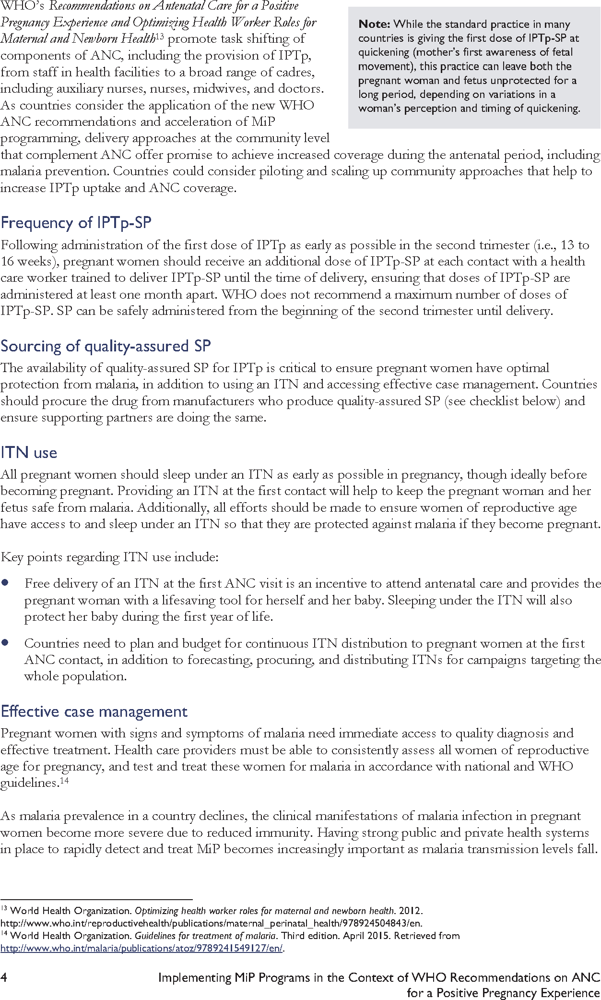 WHO’s Recommendations on Antenatal Care for a Positive
Pregnancy Experience and Optimizing Health Worker Roles for
Maternal and Newborn Health13 promote task shifting of
components of ANC, including the provision of IPTp,
from staff in health facilities to a broad range of cadres,
including auxiliary nurses, nurses, midwives, and doctors.
As countries consider the application of the new WHO
ANC recommendations and acceleration of MiP
programming, delivery approaches at the community level
that complement ANC offer promise to achieve increased coverage during the antenatal period, including
malaria prevention. Countries could consider piloting and scaling up community approaches that help to
increase IPTp uptake and ANC coverage.
Note: While the standard practice in many
countries is giving the first dose of IPTp-SP at
quickening (mother’s first awareness of fetal
movement), this practice can leave both the
pregnant woman and fetus unprotected for a
long period, depending on variations in a
woman’s perception and timing of quickening.
Frequency of IPTp-SP
Following administration of the first dose of IPTp as early as possible in the second trimester (i.e., 13 to
16 weeks), pregnant women should receive an additional dose of IPTp-SP at each contact with a health
care worker trained to deliver IPTp-SP until the time of delivery, ensuring that doses of IPTp-SP are
administered at least one month apart. WHO does not recommend a maximum number of doses of
IPTp-SP. SP can be safely administered from the beginning of the second trimester until delivery.
Sourcing of quality-assured SP
The availability of quality-assured SP for IPTp is critical to ensure pregnant women have optimal
protection from malaria, in addition to using an ITN and accessing effective case management. Countries
should procure the drug from manufacturers who produce quality-assured SP (see checklist below) and
ensure supporting partners are doing the same.
ITN use
All pregnant women should sleep under an ITN as early as possible in pregnancy, though ideally before
becoming pregnant. Providing an ITN at the first contact will help to keep the pregnant woman and her
fetus safe from malaria. Additionally, all efforts should be made to ensure women of reproductive age
have access to and sleep under an ITN so that they are protected against malaria if they become pregnant.
Key points regarding ITN use include:
• Free delivery of an ITN at the first ANC visit is an incentive to attend antenatal care and provides the
pregnant woman with a lifesaving tool for herself and her baby. Sleeping under the ITN will also
protect her baby during the first year of life.
• Countries need to plan and budget for continuous ITN distribution to pregnant women at the first
ANC contact, in addition to forecasting, procuring, and distributing ITNs for campaigns targeting the
whole population.
Effective case management
Pregnant women with signs and symptoms of malaria need immediate access to quality diagnosis and
effective treatment. Health care providers must be able to consistently assess all women of reproductive
age for pregnancy, and test and treat these women for malaria in accordance with national and WHO
guidelines.14
As malaria prevalence in a country declines, the clinical manifestations of malaria infection in pregnant
women become more severe due to reduced immunity. Having strong public and private health systems
in place to rapidly detect and treat MiP becomes increasingly important as malaria transmission levels fall.
13 World Health Organization. Optimizing health worker roles for maternal and newborn health. 2012.
http://www.who.int/reproductivehealth/publications/maternal_perinatal_health/978924504843/en.
14 World Health Organization. Guidelines for treatment of malaria. Third edition. April 2015. Retrieved from
http://www.who.int/malaria/publications/atoz/9789241549127/en/.
4 Implementing MiP Programs in the Context of WHO Recommendations on ANC
for a Positive Pregnancy Experience